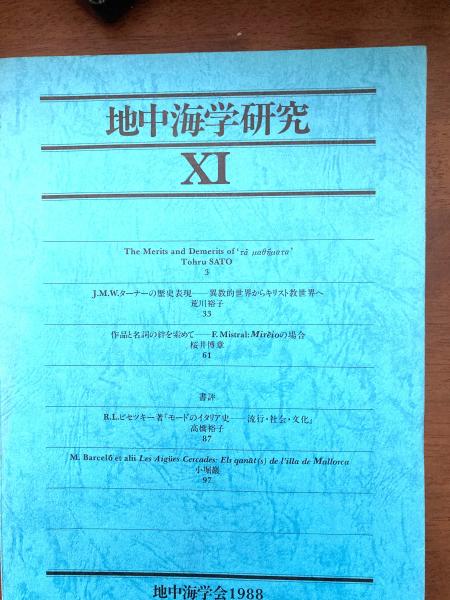 地中海学研究
XI
The Merits and Demerits of ‘τὰ μαθήματα’
Tohru SATO
3
J.M.W.ターナーの歴史表現——異教的世界からキリスト教世界へ
荒川裕子
33
作品と名詞の絆を索めて——F. Mistral: Mirèioの場合
桜井博章
61
書評
R.L.ピセツキー著『モードのイタリア史——流行・社会・文化』
高橋裕子
87
M. Barceló et alii Les Aigües Cercades: Els qanāt(s) de l'illa de Mallorca
小堀巌
97
地中海学会1988